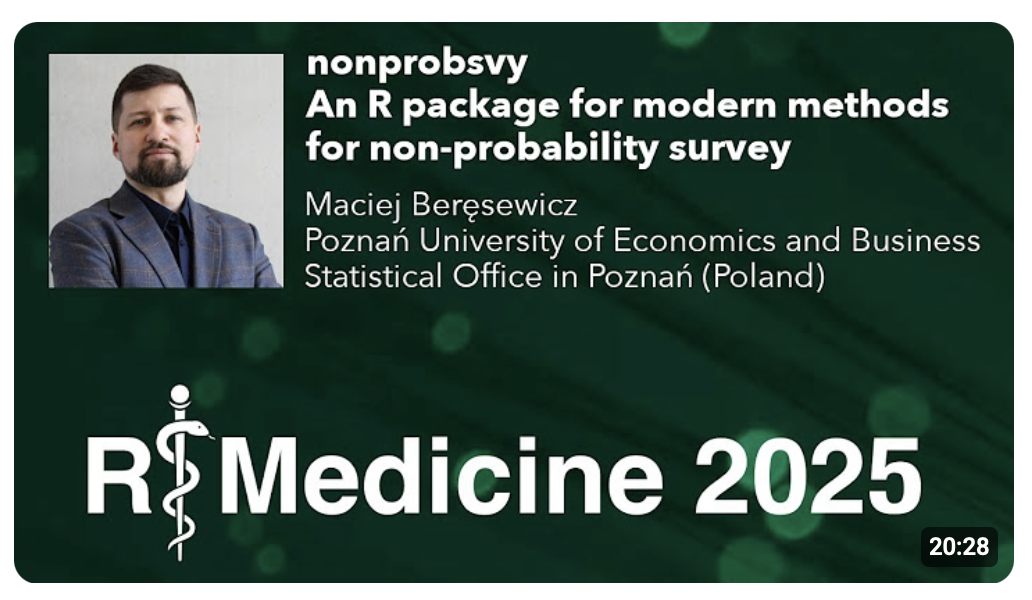 nonprobsvy
An R package for modern methods
for non-probability survey
Maciej Beręsewicz
Poznań University of Economics and Business
Statistical Office in Poznań (Poland)
R Medicine 2025
20:28